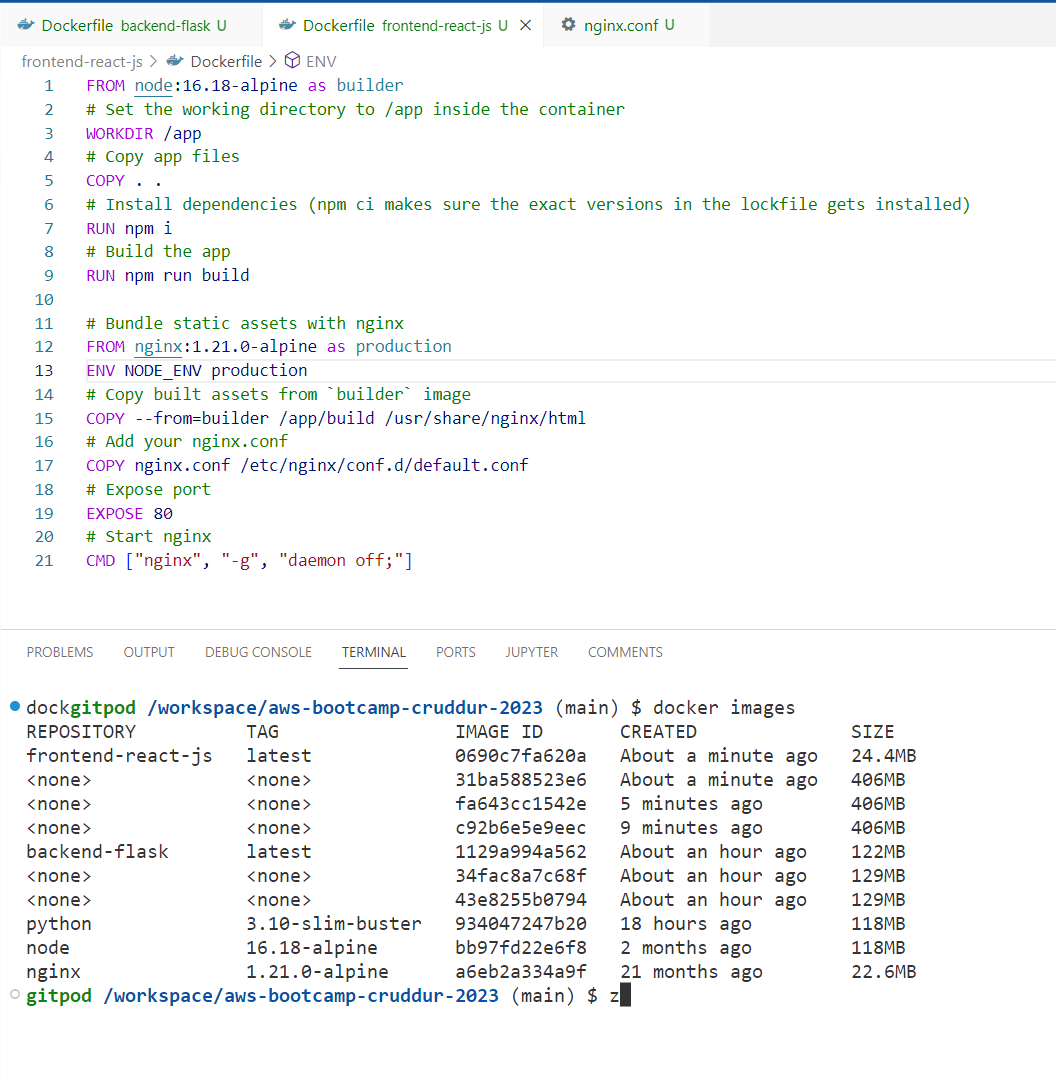 Dockerfile backend-flask U
Dockerfile frontend-react-js U
nginx.conf U
frontend-react-js > Dockerfile > ENV
1 FROM node:16.18-alpine as builder
2 # Set the working directory to /app inside the container
3 WORKDIR /app
4 # Copy app files
5 COPY . .
6 # Install dependencies (npm ci makes sure the exact versions in the lockfile gets installed)
7 RUN npm i
8 # Build the app
9 RUN npm run build
10
11 # Bundle static assets with nginx
12 FROM nginx:1.21.0-alpine as production
13 ENV NODE_ENV production
14 # Copy built assets from `builder` image
15 COPY --from=builder /app/build /usr/share/nginx/html
16 # Add your nginx.conf
17 COPY nginx.conf /etc/nginx/conf.d/default.conf
18 # Expose port
19 EXPOSE 80
20 # Start nginx
21 CMD ["nginx", "-g", "daemon off;"]
PROBLEMS OUTPUT DEBUG CONSOLE TERMINAL PORTS JUPYTER COMMENTS
dockgitpod /workspace/aws-bootcamp-cruddur-2023 (main) $ docker images
REPOSITORY TAG IMAGE ID CREATED SIZE
frontend-react-js latest 0690c7fa620a About a minute ago 24.4MB
<none> <none> 31ba588523e6 About a minute ago 406MB
<none> <none> fa643cc1542e 5 minutes ago 406MB
<none> <none> c92b6e5e9eec 9 minutes ago 406MB
backend-flask latest 1129a994a562 About an hour ago 122MB
<none> <none> 34fac8a7c68f About an hour ago 129MB
<none> <none> 43e8255b0794 About an hour ago 129MB
python 3.10-slim-buster 934047247b20 18 hours ago 118MB
node 16.18-alpine bb97fd22e6f8 2 months ago 118MB
nginx 1.21.0-alpine a6eb2a334a9f 21 months ago 22.6MB
gitpod /workspace/aws-bootcamp-cruddur-2023 (main) $ z